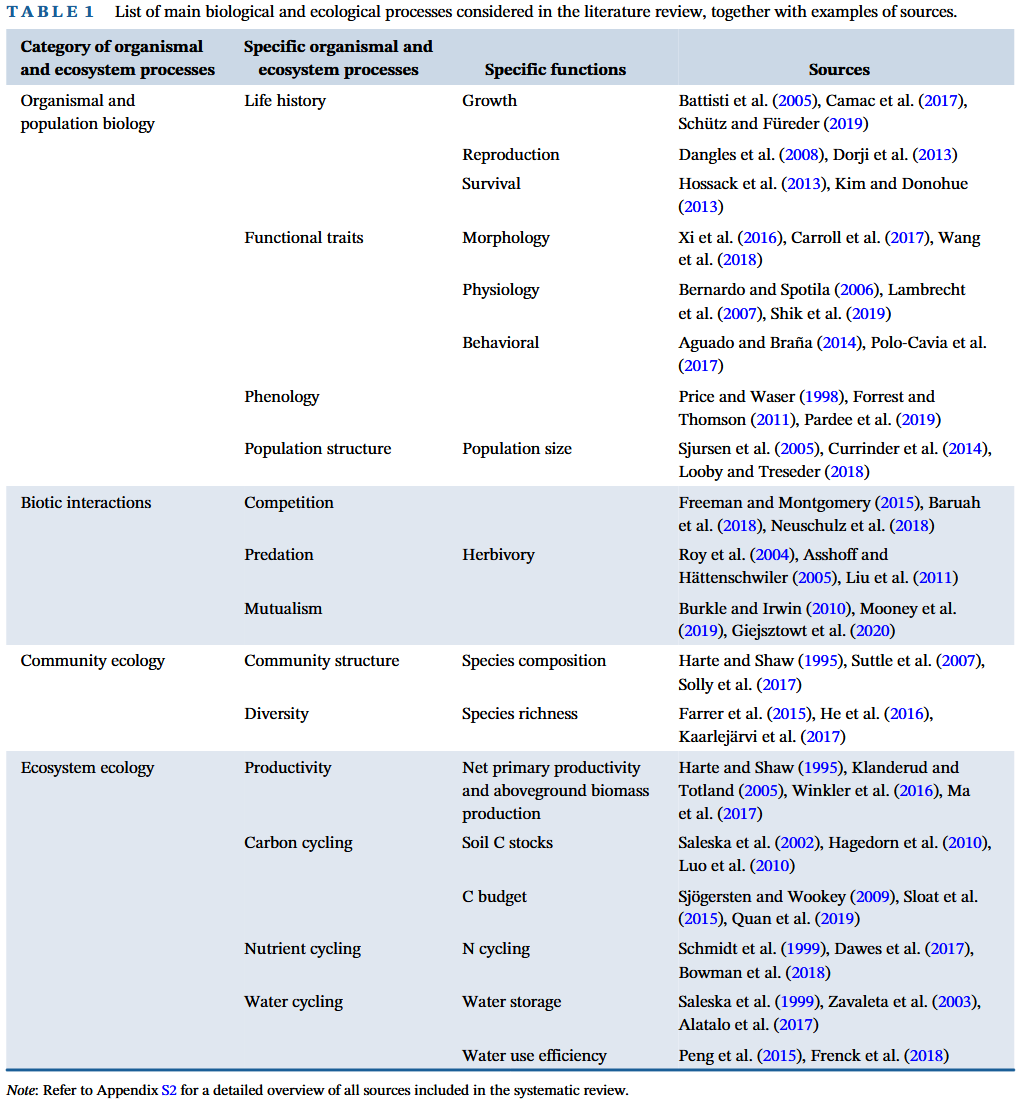 TABLE 1 List of main biological and ecological processes considered in the literature review, together with examples of sources.
Category of organismal and ecosystem processes
Specific organismal and ecosystem processes
Specific functions
Sources
Organismal and population biology
Life history
Growth
Battisti et al. (2005), Camac et al. (2017),
Schütz and Füreder (2019)
Reproduction
Dangles et al. (2008), Dorji et al. (2013)
Survival
Hossack et al. (2013), Kim and Donohue
(2013)
Functional traits
Morphology
Xi et al. (2016), Carroll et al. (2017), Wang
et al. (2018)
Physiology
Bernardo and Spotila (2006), Lambrecht
et al. (2007), Shik et al. (2019)
Behavioral
Aguado and Braña (2014), Polo-Cavia et al.
(2017)
Phenology
Price and Waser (1998), Forrest and
Thomson (2011), Pardee et al. (2019)
Population structure
Population size
Sjursen et al. (2005), Currinder et al. (2014),
Looby and Treseder (2018)
Biotic interactions
Competition
Freeman and Montgomery (2015), Baruah
et al. (2018), Neuschulz et al. (2018)
Predation
Herbivory
Roy et al. (2004), Asshoff and
Hättenschwiler (2005), Liu et al. (2011)
Mutualism
Burkle and Irwin (2010), Mooney et al.
(2019), Giejsztowt et al. (2020)
Community ecology
Community structure
Species composition
Harte and Shaw (1995), Suttle et al. (2007),
Solly et al. (2017)
Diversity
Species richness
Farrer et al. (2015), He et al. (2016),
Kaarlejärvi et al. (2017)
Ecosystem ecology
Productivity
Net primary productivity
and aboveground biomass
production
Harte and Shaw (1995), Klanderud and
Totland (2005), Winkler et al. (2016), Ma
et al. (2017)
Carbon cycling
Soil C stocks
Saleska et al. (2002), Hagedorn et al. (2010),
Luo et al. (2010)
C budget
Sjögersten and Wookey (2009), Sloat et al.
(2015), Quan et al. (2019)
Nutrient cycling
N cycling
Schmidt et al. (1999), Dawes et al. (2017),
Bowman et al. (2018)
Water cycling
Water storage
Saleska et al. (1999), Zavaleta et al. (2003),
Alatalo et al. (2017)
Water use efficiency
Peng et al. (2015), Frenck et al. (2018)
Note: Refer to Appendix S2 for a detailed overview of all sources included in the systematic review.